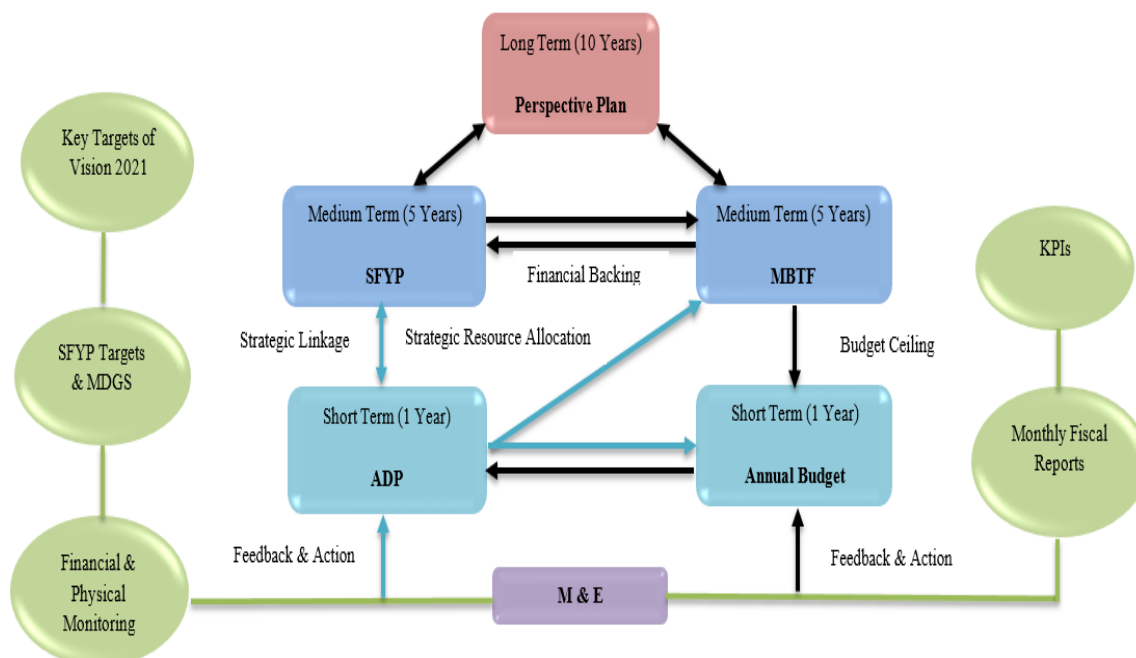 Long Term (10 Years)
Perspective Plan
Key Targets of
Vision 2021
Medium Term (5 Years)
SFYP
Medium Term (5 Years)
MBTF
Financial Backing
KPIs
Strategic Linkage
Strategic Resource Allocation
Budget Ceiling
SFYP Targets
& MDGS
Short Term (1 Year)
ADP
Short Term (1 Year)
Annual Budget
Monthly Fiscal
Reports
Financial &
Physical
Monitoring
Feedback & Action
Feedback & Action
M & E